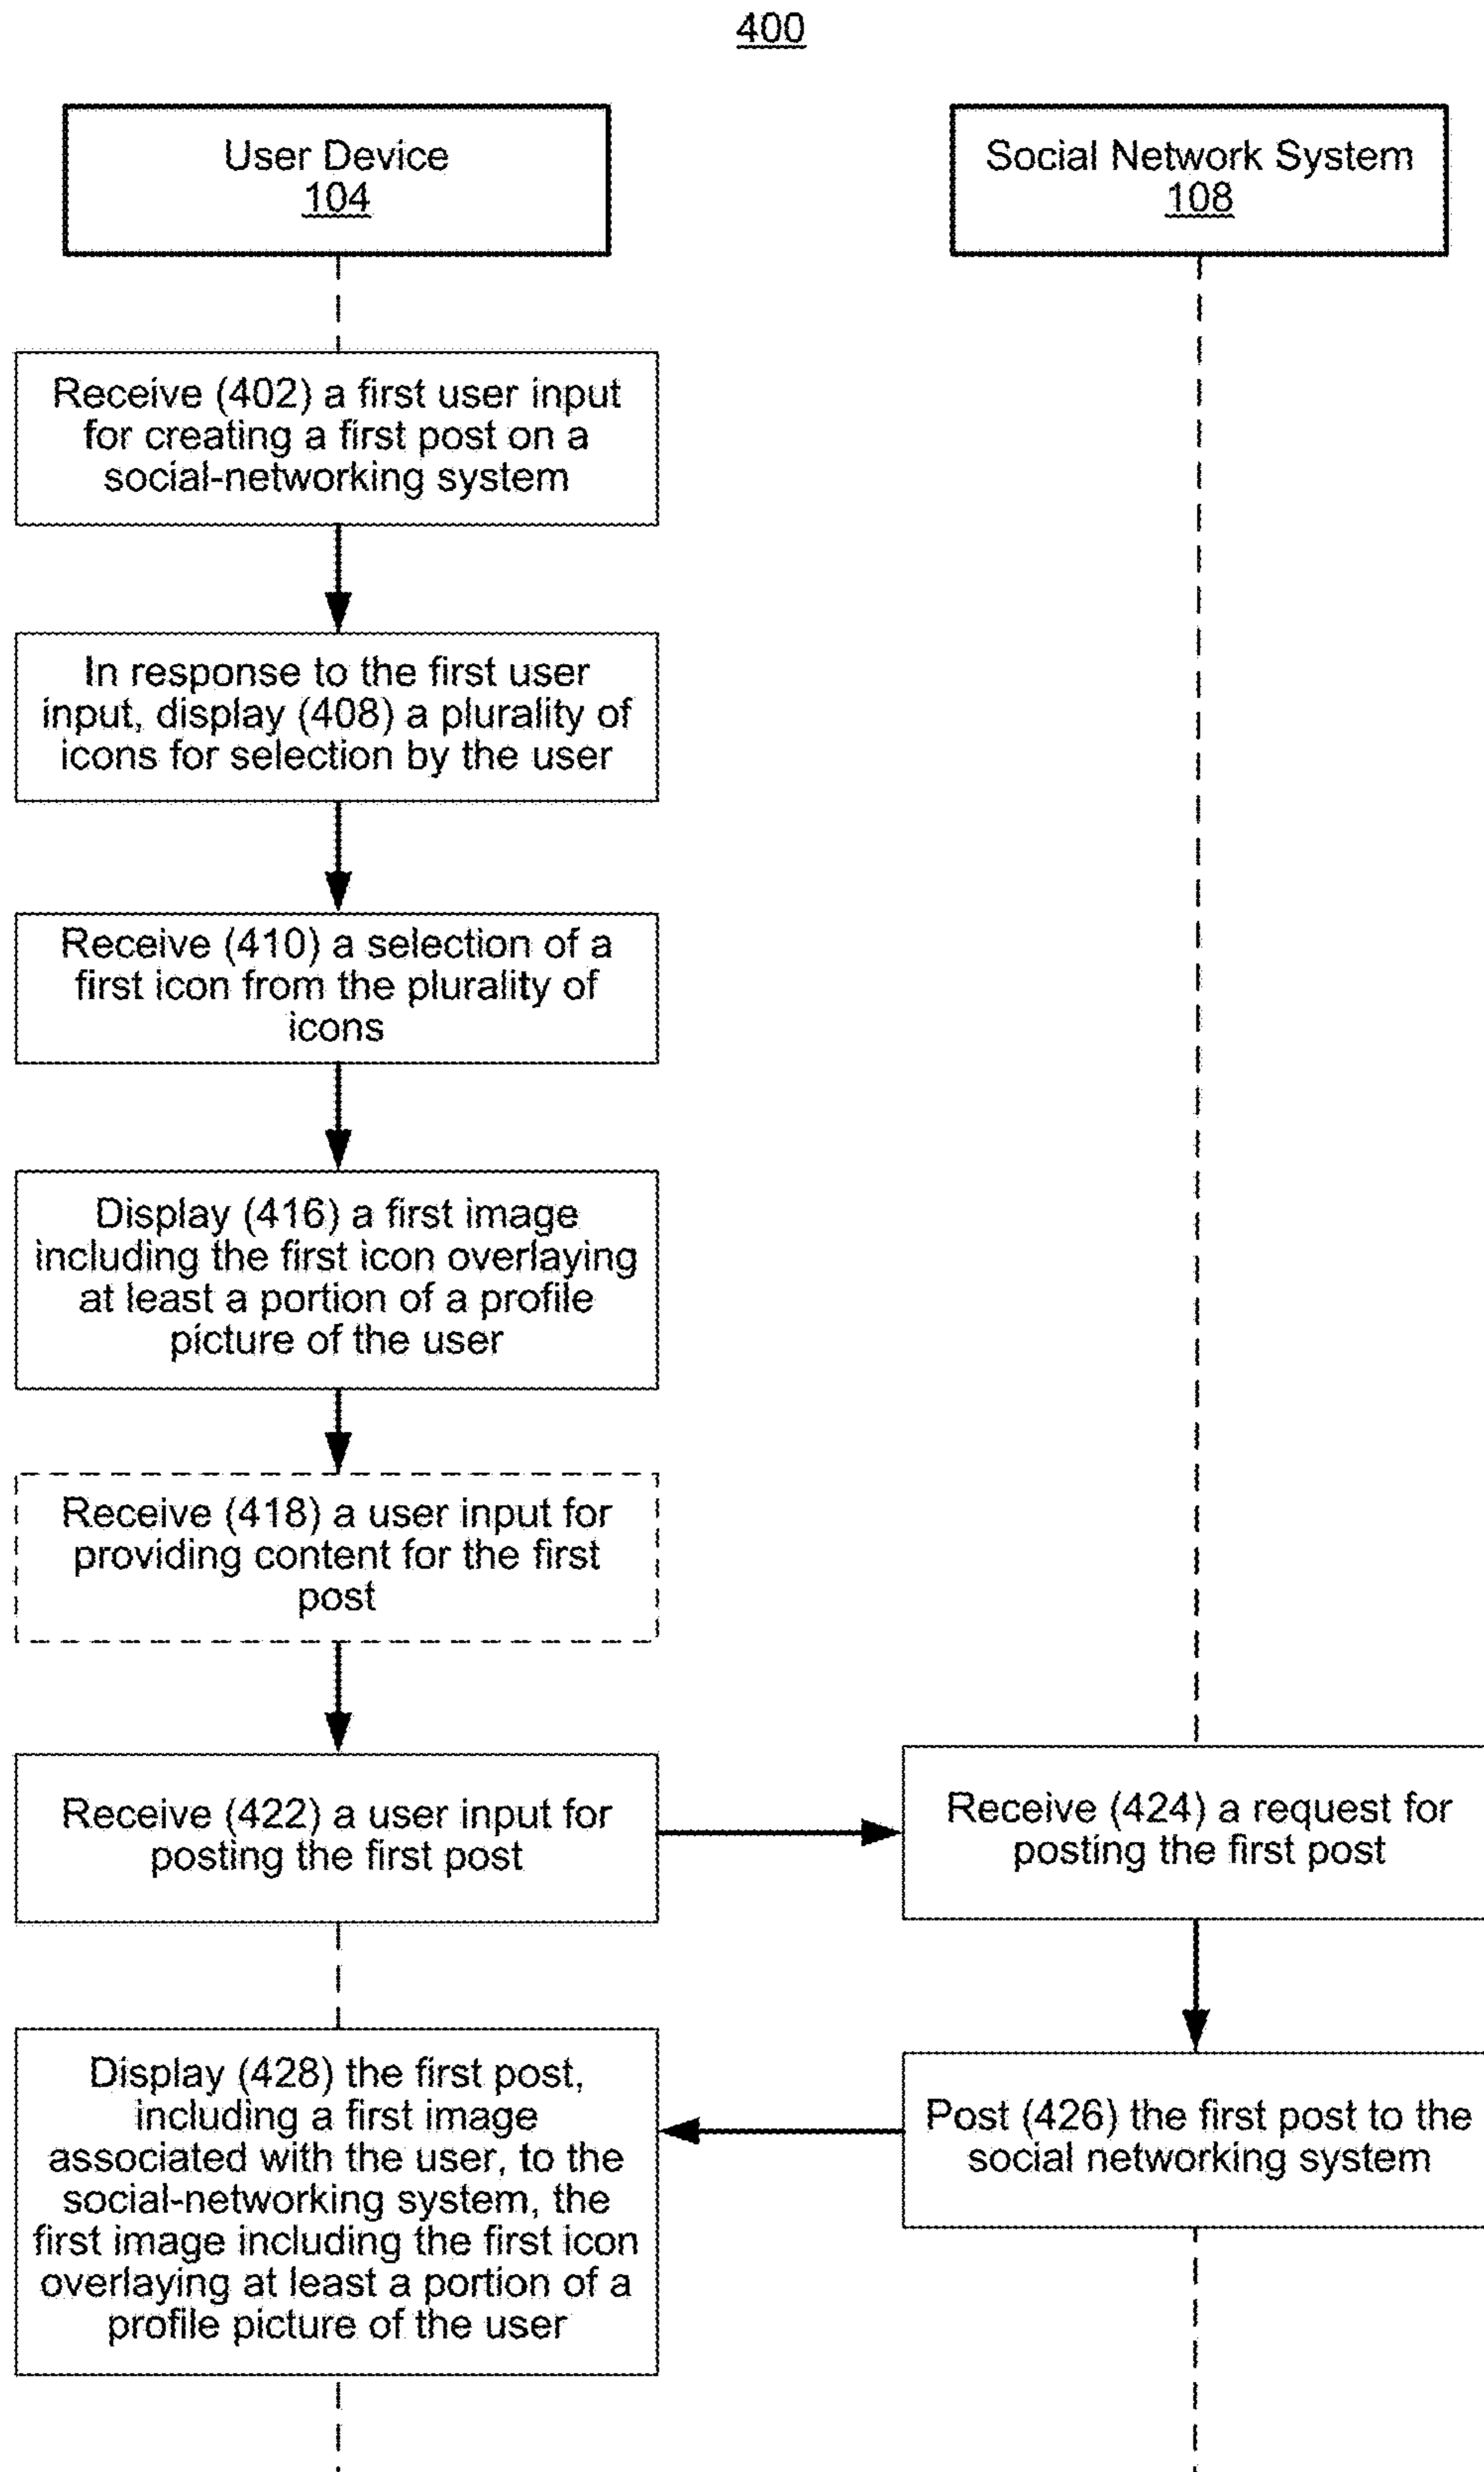 400
User Device
104
Social Network System
108
Receive (402) a first user input
for creating a first post on a
social-networking system
In response to the first user
input, display (408) a plurality of
icons for selection by the user
Receive (410) a selection of a
first icon from the plurality of
icons
Display (416) a first image
including the first icon overlaying
at least a portion of a profile
picture of the user
Receive (418) a user input for
providing content for the first
post
Receive (422) a user input for
posting the first post
Receive (424) a request for
posting the first post
Post (426) the first post to the
social networking system
Display (428) the first post,
including a first image
associated with the user, to the
social-networking system, the
first image including the first icon
overlaying at least a portion of a
profile picture of the user